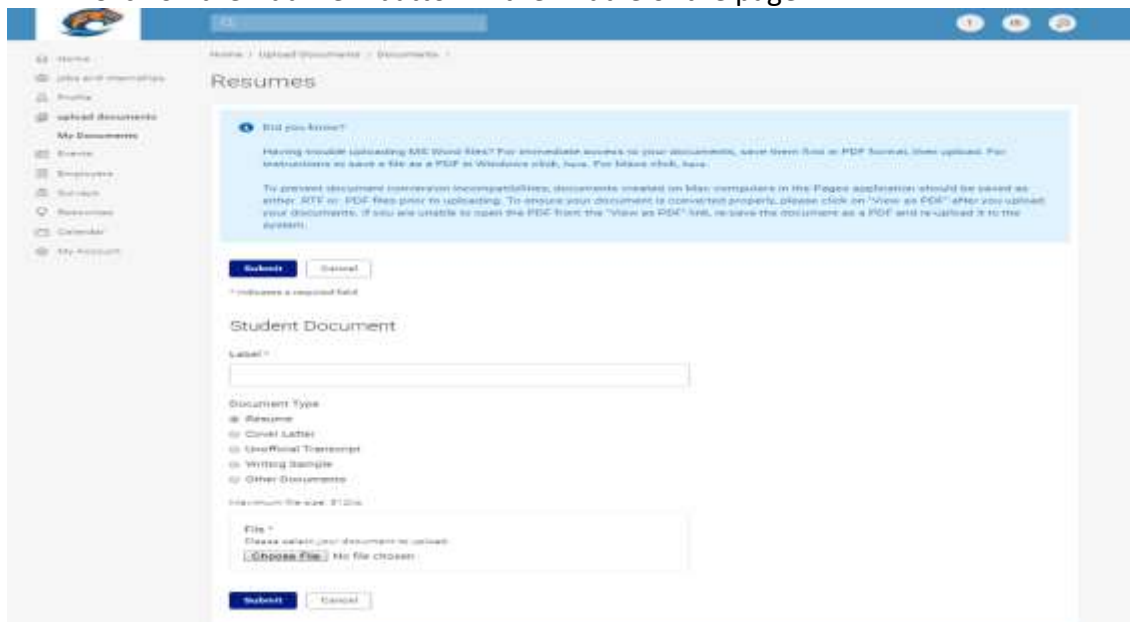 Home > Upload Documents > Documents >
Home
Jobs and Internships
Profile
upload documents
My Documents
Events
Employers
Surveys
Resources
Calendar
My Account
Resumes
Did you know?
Having trouble uploading MS Word files? For immediate access to your documents, save them first in PDF format, then upload. For
instructions to save a file as a PDF in Windows click, here. For Macs click, here.
To prevent document conversion incompatibilities, documents created on Mac computers in the Pages application should be saved as
either .RTF or .PDF files prior to uploading. To ensure your document is converted properly, please click on "View as PDF" after you upload
your documents. If you are unable to open the PDF from the "View as PDF" link, re-save the document as a PDF and re-upload it to the
system.
Submit Cancel
* indicates a required field
Student Document
Label *
Document Type
Resume
Cover Letter
Unofficial Transcript
Writing Sample
Other Documents
Maximum file size:
File *
Please select your document to upload
Choose File No file chosen
Submit Cancel